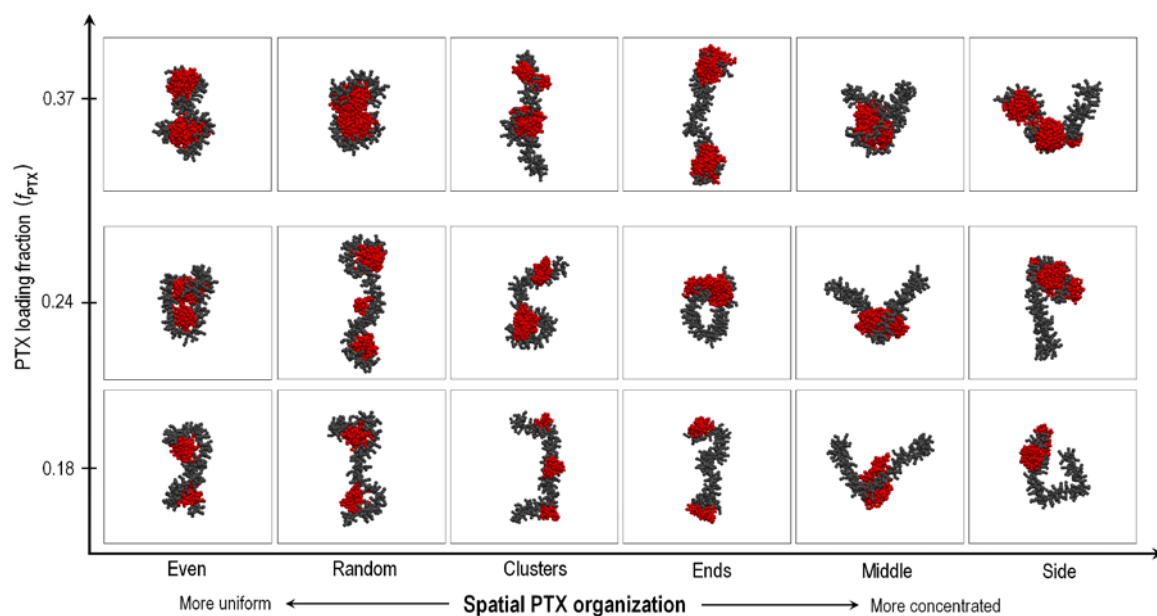 PTX loading fraction (f_PTX)
0.37
0.24
0.18
Even Random Clusters Ends Middle Side
More uniform Spatial PTX organization More concentrated